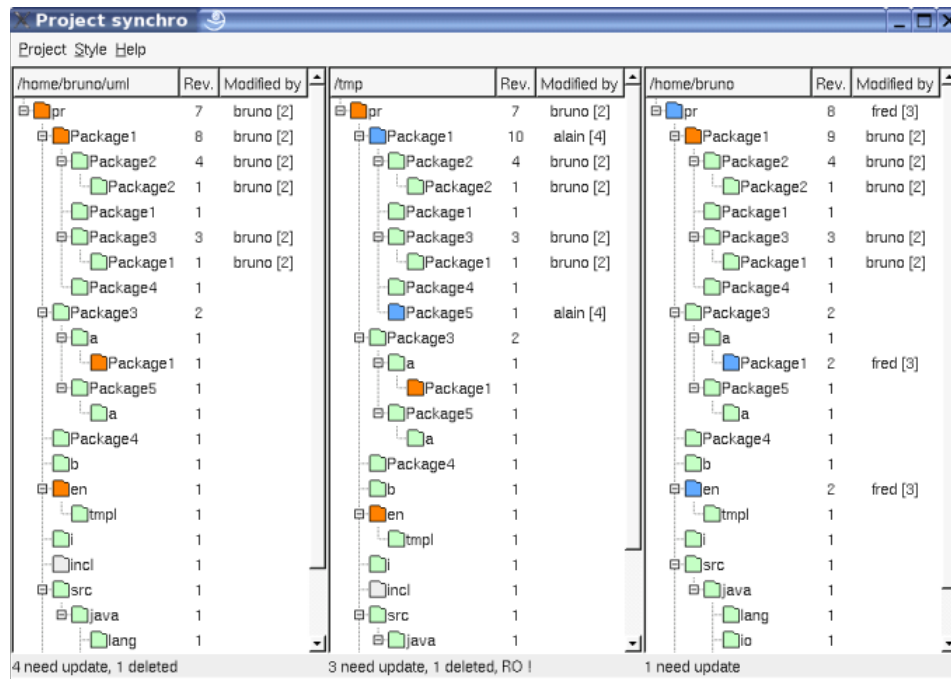 Project synchro
Project Style Help
/home/bruno/uml Rev. Modified by
pr 7 bruno [2]
Package1 8 bruno [2]
Package2 4 bruno [2]
Package2 1 bruno [2]
Package1 1
Package3 3 bruno [2]
Package1 1 bruno [2]
Package4 1
Package3 2
a 1
Package1 1
Package5 1
a 1
Package4 1
b 1
en 1
tmpl 1
i 1
incl 1
src 1
java 1
lang 1
4 need update, 1 deleted
/tmp Rev. Modified by
pr 7 bruno [2]
Package1 10 alain [4]
Package2 4 bruno [2]
Package2 1 bruno [2]
Package1 1
Package3 3 bruno [2]
Package1 1 bruno [2]
Package4 1
Package5 1 alain [4]
Package3 2
a 1
Package1 1
Package5 1
a 1
Package4 1
b 1
en 1
tmpl 1
i 1
incl 1
src 1
java 1
3 need update, 1 deleted, RO !
/home/bruno Rev. Modified by
pr 8 fred [3]
Package1 9 bruno [2]
Package2 4 bruno [2]
Package2 1 bruno [2]
Package1 1
Package3 3 bruno [2]
Package1 1 bruno [2]
Package4 1
Package3 2
a 1
Package1 2 fred [3]
Package5 1
a 1
Package4 1
b 1
en 2 fred [3]
tmpl 1
i 1
src 1
java 1
lang 1
io 1
1 need update